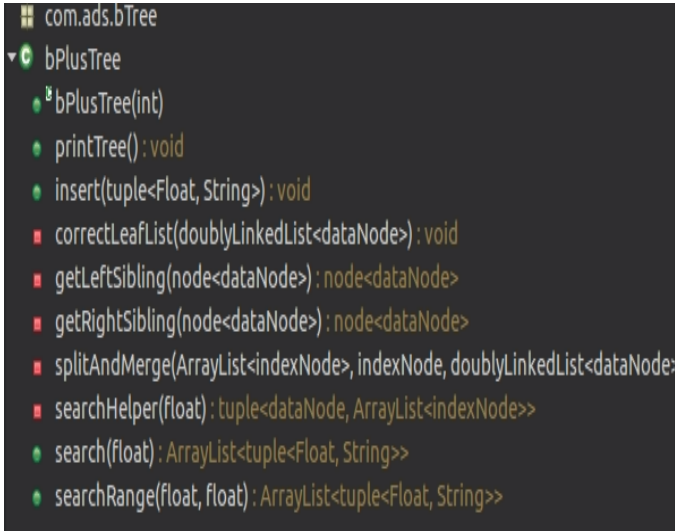 com.ads.bTree
bPlusTree
bPlusTree(int)
printTree() : void
insert(tuple<Float, String>) : void
correctLeafList(doublyLinkedList<dataNode>) : void
getLeftSibling(node<dataNode>) : node<dataNode>
getRightSibling(node<dataNode>) : node<dataNode>
splitAndMerge(ArrayList<indexNode>, indexNode, doublyLinkedList<dataNode>
searchHelper(float) : tuple<dataNode, ArrayList<indexNode>>
search(float) : ArrayList<tuple<Float, String>>
searchRange(float, float) : ArrayList<tuple<Float, String>>